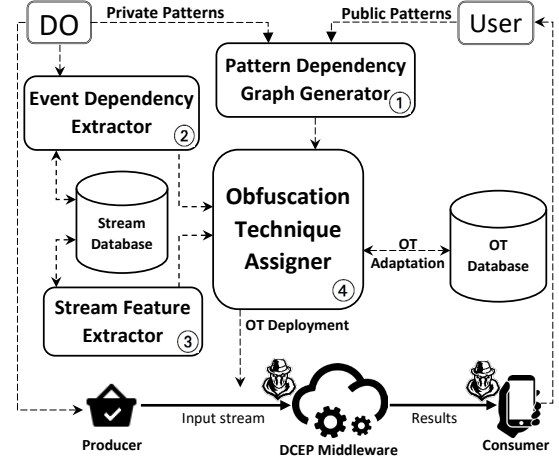 DO
Private Patterns
Public Patterns
User
Pattern Dependency
Graph Generator
1
Event Dependency
Extractor
2
Stream
Database
Obfuscation
Technique
Assigner
4
OT
Adaptation
OT
Database
Stream Feature
Extractor
3
OT Deployment
Input stream
Results
Producer
DCEP Middleware
Consumer